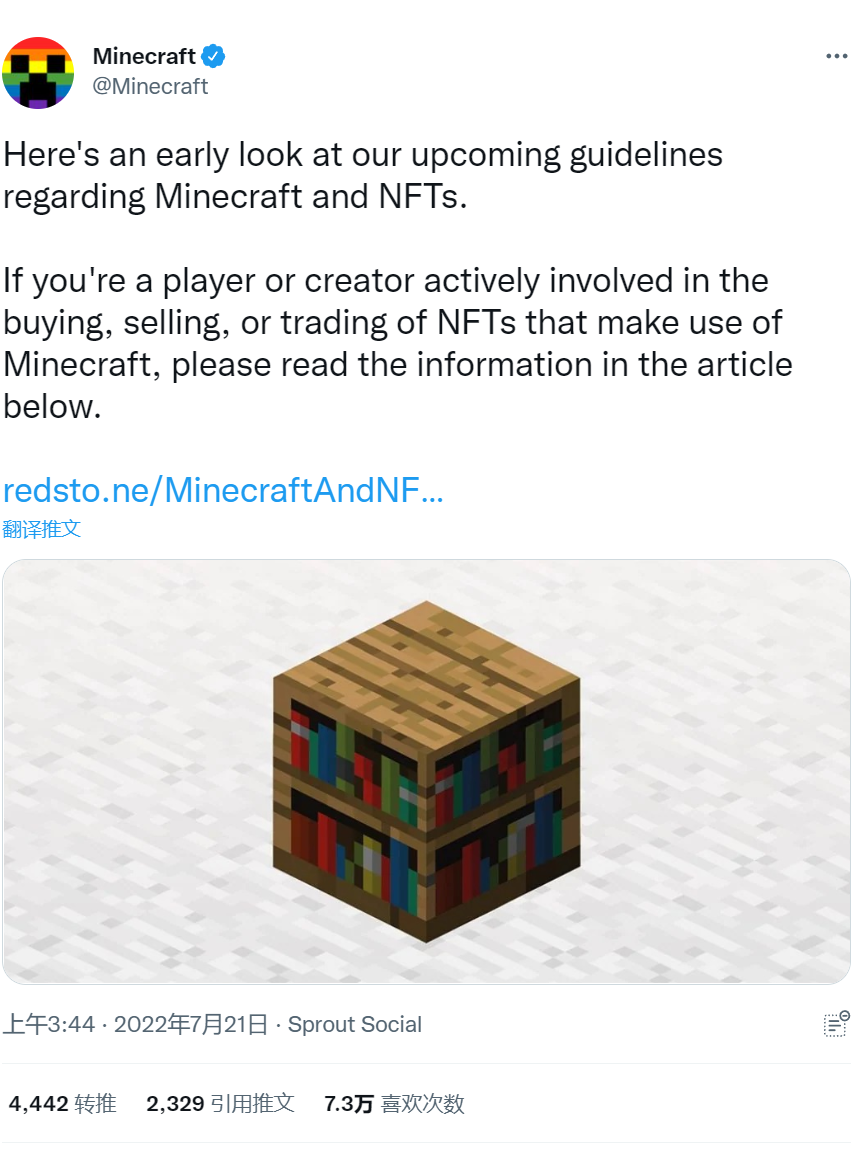 Minecraft
@Minecraft
Here's an early look at our upcoming guidelines
regarding Minecraft and NFTs.
If you're a player or creator actively involved in the
buying, selling, or trading of NFTs that make use of
Minecraft, please read the information in the article
below.
redsto.ne/MinecraftAndNF...
翻译推文
上午3:44 · 2022年7月21日 · Sprout Social
4,442 转推 2,329 引用推文 7.3万 喜欢次数